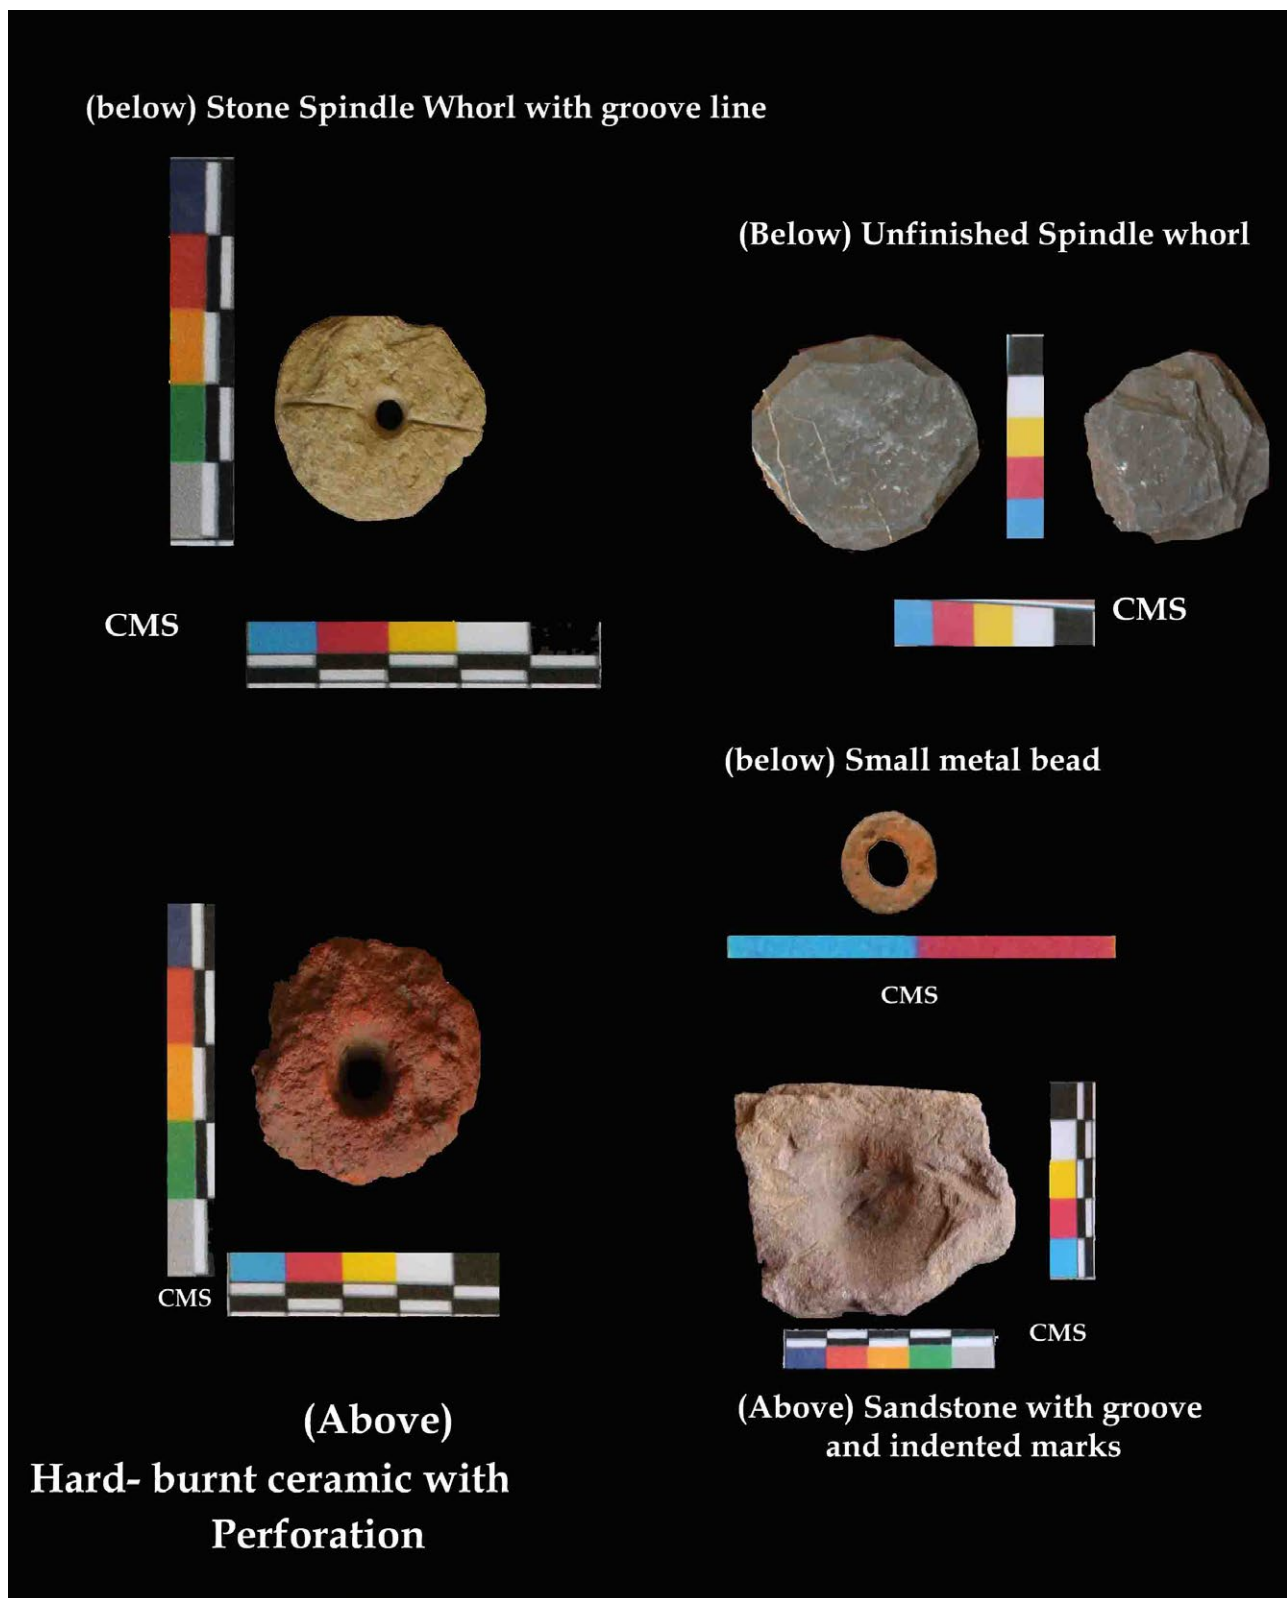 (below) Stone Spindle Whorl with groove line
(Below) Unfinished Spindle whorl
CMS
CMS
(below) Small metal bead
CMS
CMS
CMS
(Above)
Hard- burnt ceramic with
Perforation
(Above) Sandstone with groove
and indented marks